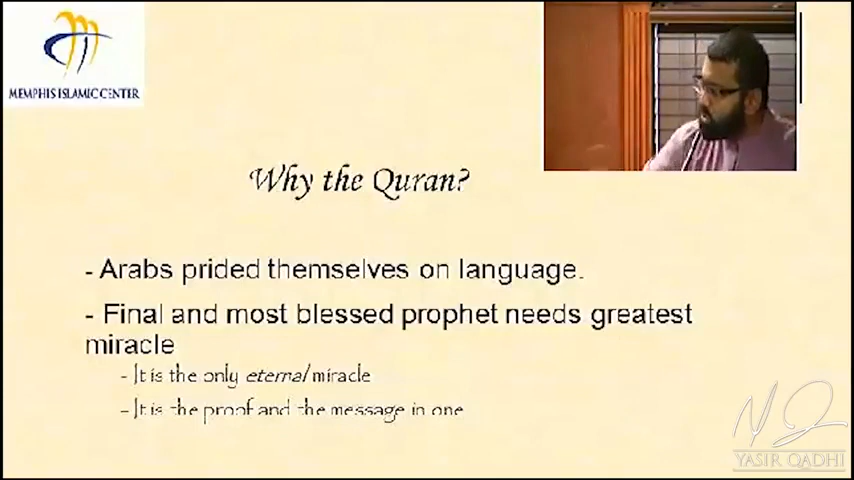 MEMPHIS ISLAMIC CENTER
Why the Quran?
- Arabs prided themselves on language.
- Final and most blessed prophet needs greatest
miracle
- It is the only eternal miracle
- It is the proof and the message in one
YASIR QADHI